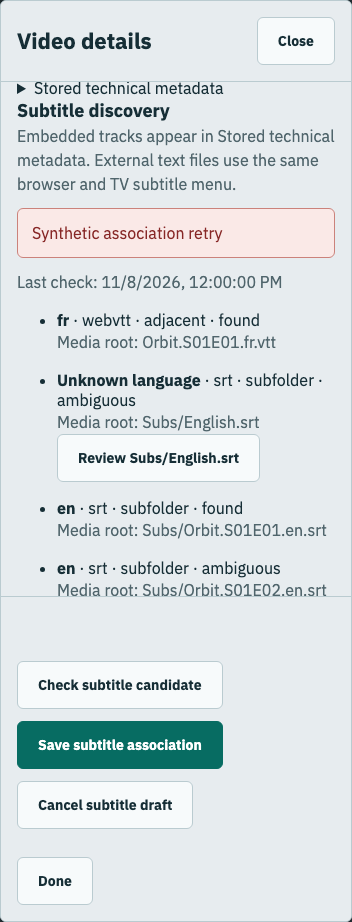 Video details
Close
▶ Stored technical metadata
Subtitle discovery
Embedded tracks appear in Stored technical
metadata. External text files use the same
browser and TV subtitle menu.
Synthetic association retry
Last check: 11/8/2026, 12:00:00 PM
• fr · webvtt · adjacent · found
Media root: Orbit.S01E01.fr.vtt
• Unknown language · srt · subfolder ·
ambiguous
Media root: Subs/English.srt
Review Subs/English.srt
• en · srt · subfolder · found
Media root: Subs/Orbit.S01E01.en.srt
• en · srt · subfolder · ambiguous
Media root: Subs/Orbit.S01E02.en.srt
Check subtitle candidate
Save subtitle association
Cancel subtitle draft
Done